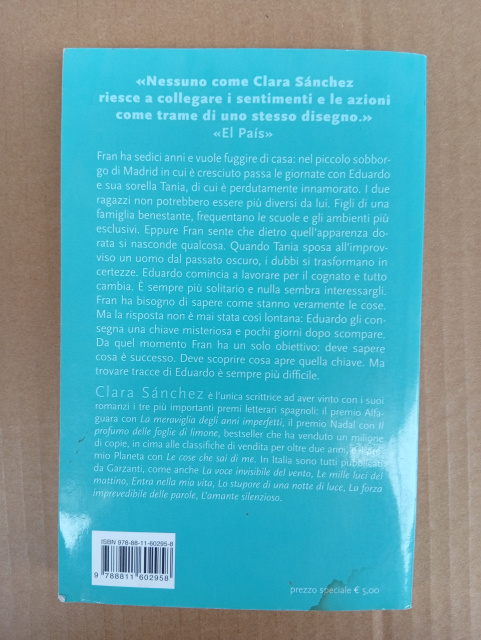 «Nessuno come Clara Sánchez
riesce a collegare i sentimenti e le azioni
come trame di uno stesso disegno.»
«El País»
Fran ha sedici anni e vuole fuggire di casa: nel piccolo sobbor-
go di Madrid in cui è cresciuto passa le giornate con Eduardo
e sua sorella Tania, di cui è perdutamente innamorato. I due
ragazzi non potrebbero essere più diversi da lui. Figli di una
famiglia benestante, frequentano le scuole e gli ambienti più
esclusivi. Eppure Fran sente che dietro quell'apparenza do-
rata si nasconde qualcosa. Quando Tania sposa all'improv-
viso un uomo dal passato oscuro, i dubbi si trasformano in
certezze. Eduardo comincia a lavorare per il cognato e tutto
cambia. È sempre più solitario e nulla sembra interessargli.
Fran ha bisogno di sapere come stanno veramente le cose.
Ma la risposta non è mai stata così lontana: Eduardo gli con-
segna una chiave misteriosa e pochi giorni dopo scompare.
Da quel momento Fran ha un solo obiettivo: deve sapere
cosa è successo. Deve scoprire cosa apre quella chiave. Ma
trovare tracce di Eduardo è sempre più difficile.
Clara Sánchez è l'unica scrittrice ad aver vinto con i suoi
romanzi i tre più importanti premi letterari spagnoli: il premio Alfa-
guara con La meraviglia degli anni imperfetti, il premio Nadal con Il
profumo delle foglie di limone, bestseller che ha venduto un milione
di copie, in cima alle classifiche di vendita per oltre due anni, e il pre-
mio Planeta con Le cose che sai di me. In Italia sono tutti pubblicati
da Garzanti, come anche La voce invisibile del vento, Le mille luci del
mattino, Entra nella mia vita, Lo stupore di una notte di luce, La forza
imprevedibile delle parole, L'amante silenzioso.
ISBN 978-88-11-60295-8
9 788811 602958
prezzo speciale € 5,00